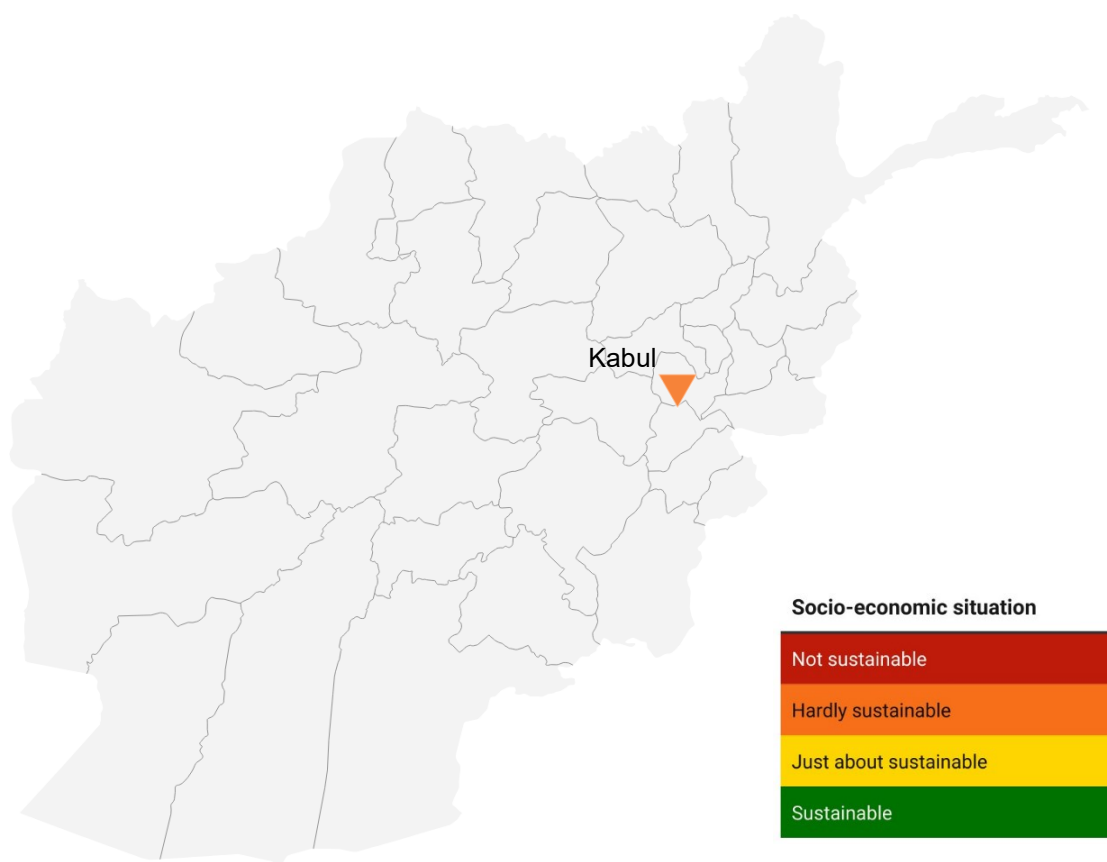 Kabul
Socio-economic situation
Not sustainable
Hardly sustainable
Just about sustainable
Sustainable